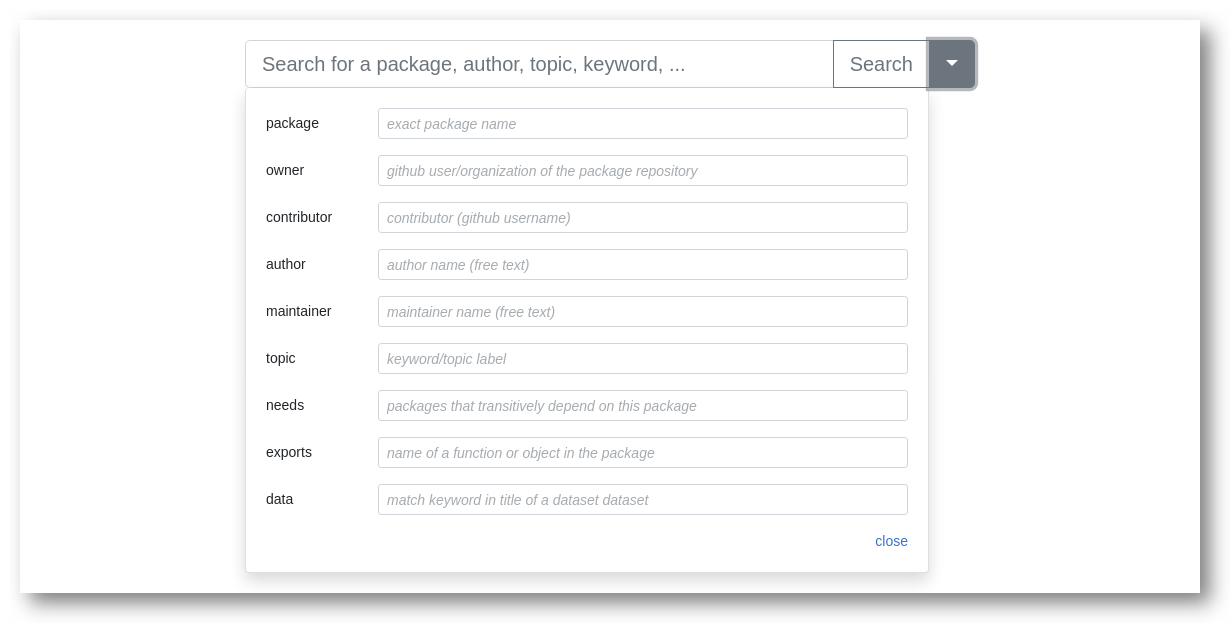 Search for a package, author, topic, keyword, ... Search
package exact package name
owner github user/organization of the package repository
contributor contributor (github username)
author author name (free text)
maintainer maintainer name (free text)
topic keyword/topic label
needs packages that transitively depend on this package
exports name of a function or object in the package
data match keyword in title of a dataset dataset
close